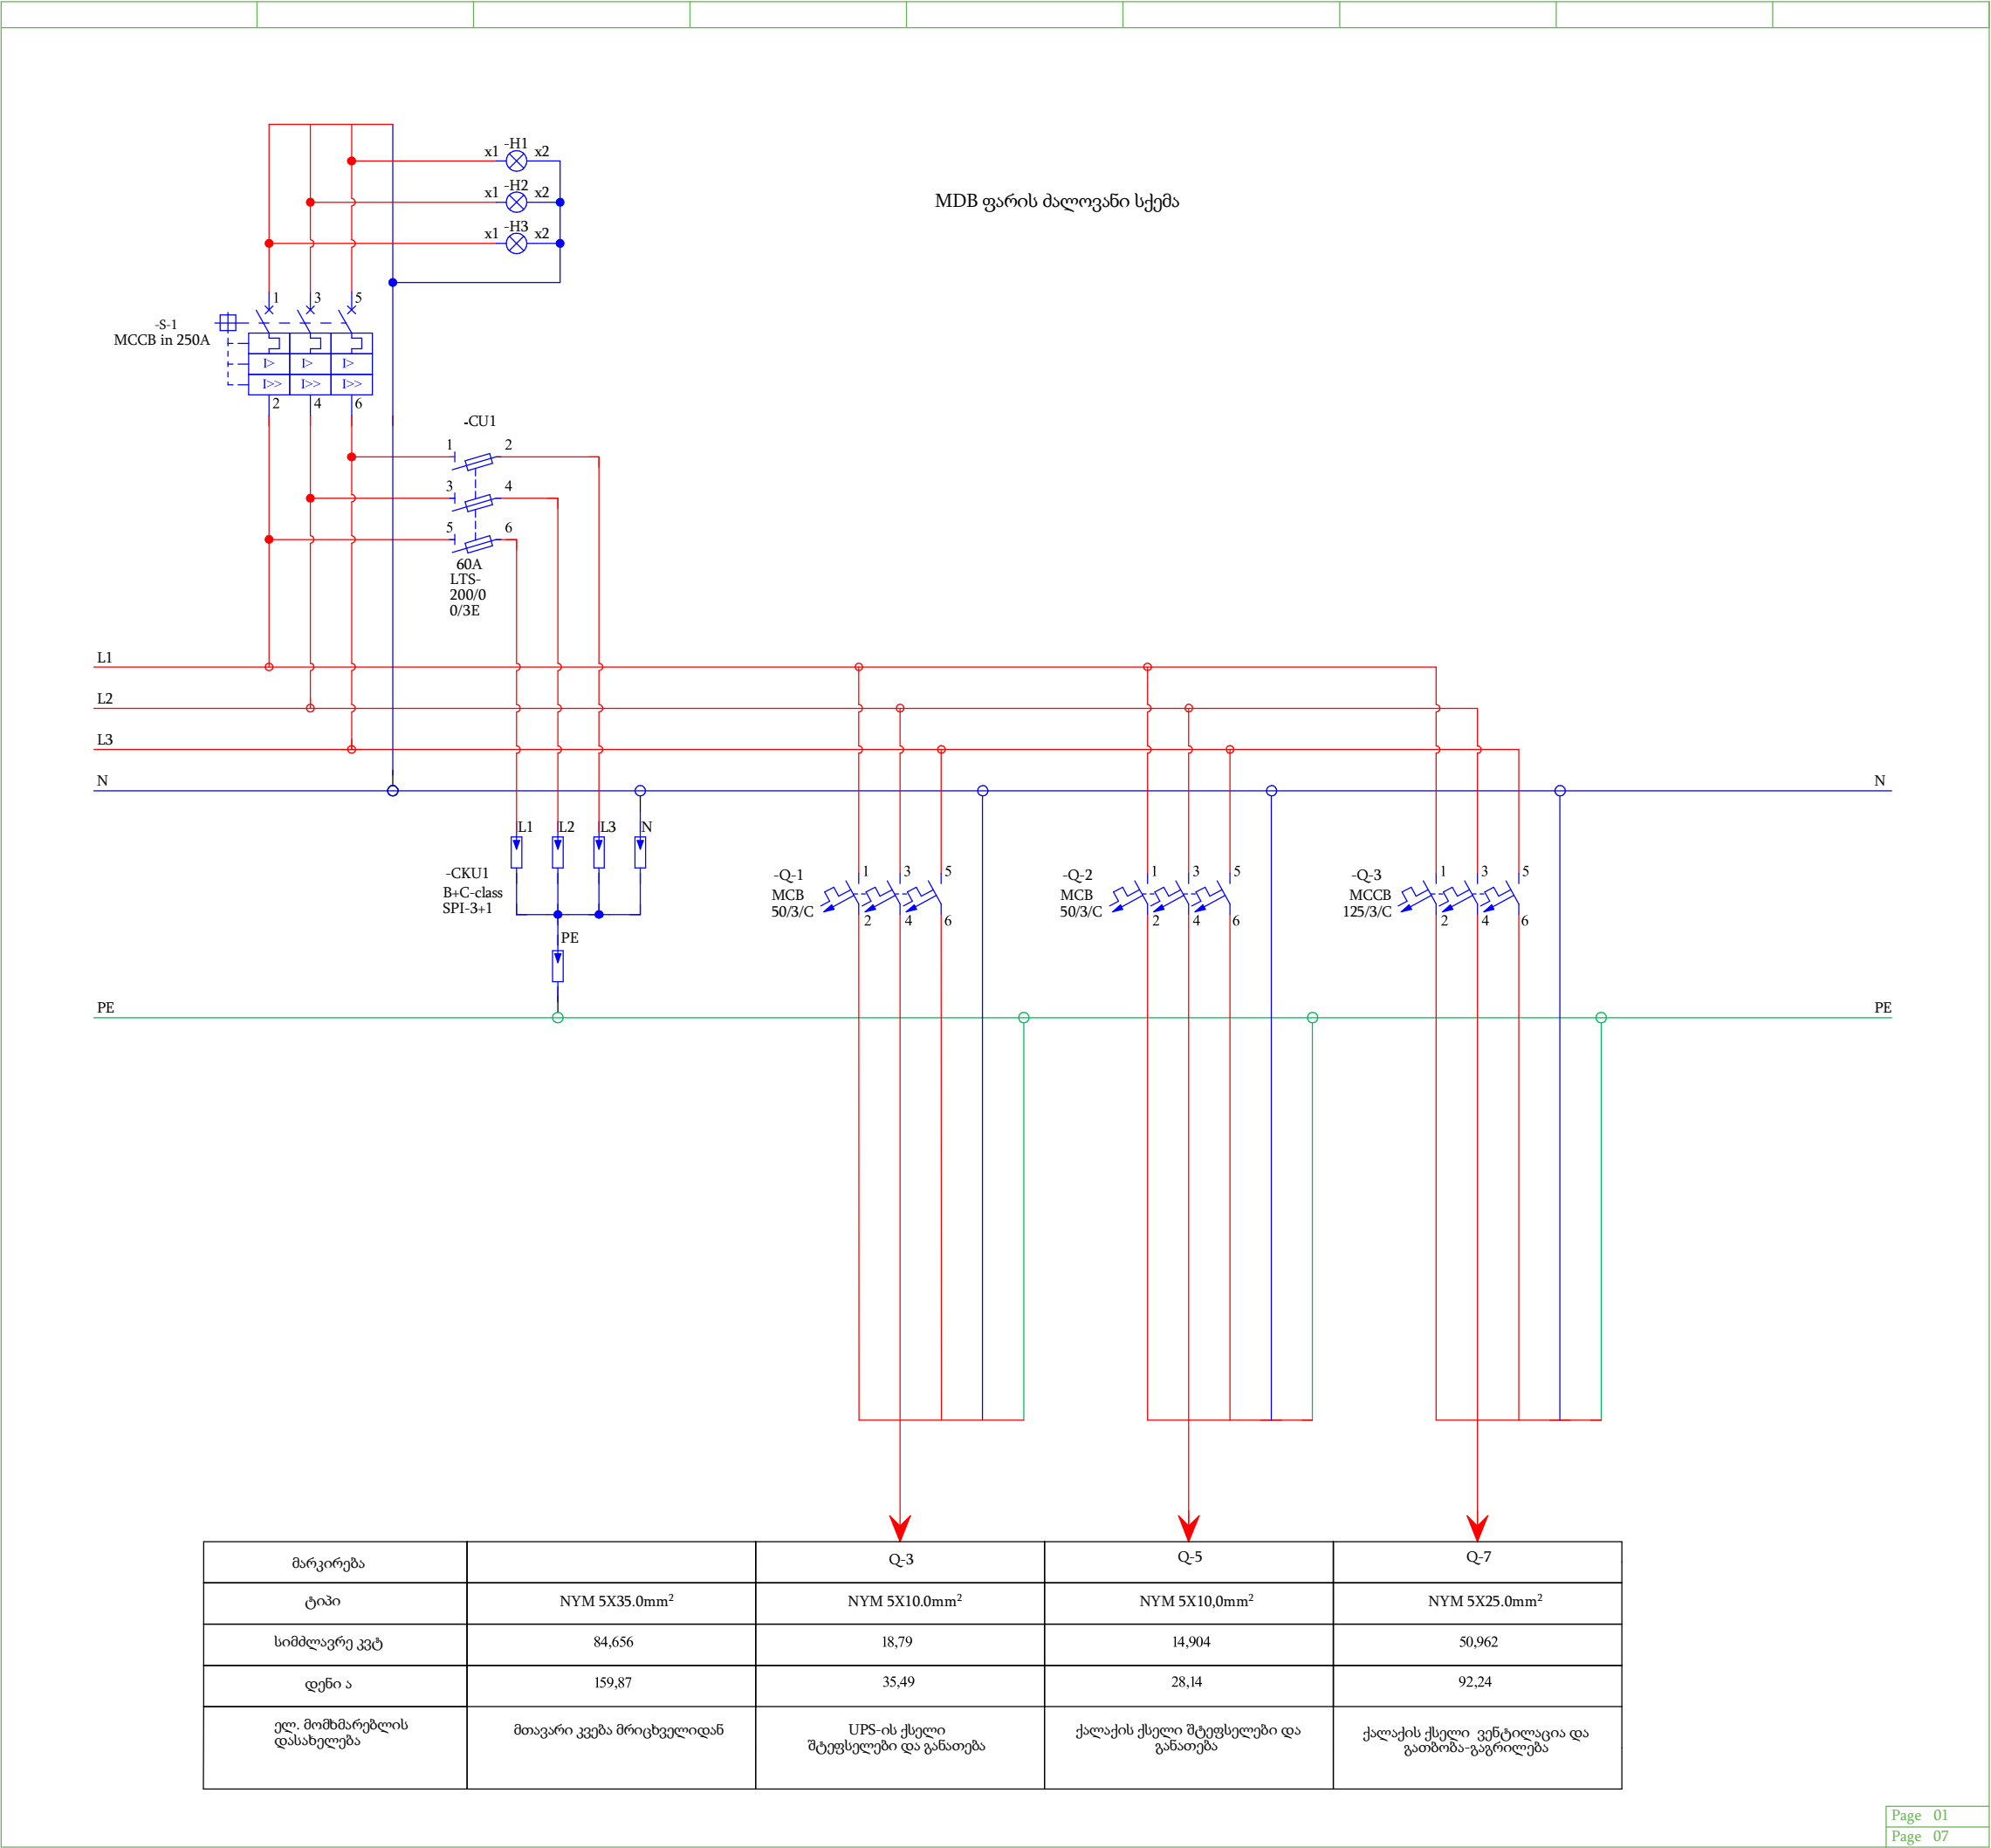 -H1
x1 x2
-H2
x1 x2
-H3
x1 x2
MDB ფარის ძალოვანი სქემა
1 3 5
-S-1
MCCB in 250A
I> I> I>
I>> I>> I>>
2 4 6
-CU1
1 2
3 4
5 6
60A
LTS-
200/0
0/3E
L1
L2
L3
N N
L1 L2 L3 N
-CKU1
B+C-class
SPI-3+1
PE
-Q-1
MCB
50/3/C
1 3 5
2 4 6
-Q-2
MCB
50/3/C
1 3 5
2 4 6
-Q-3
MCCB
125/3/C
1 3 5
2 4 6
PE PE
მარკირება Q-3 Q-5 Q-7
ტიპი NYM 5X35.0mm² NYM 5X10.0mm² NYM 5X10,0mm² NYM 5X25.0mm²
სიმძლავრე კვტ 84,656 18,79 14,904 50,962
დენი ა 159,87 35,49 28,14 92,24
ელ. მომხმარებლის
დასახელება
მთავარი კვება მრიცხველიდან
UPS-ის ქსელი
შტეფსელები და განათება
ქალაქის ქსელი შტეფსელები და
განათება
ქალაქის ქსელი ვენტილაცია და
გათბობა-გაგრილება
Page 01
Page 07